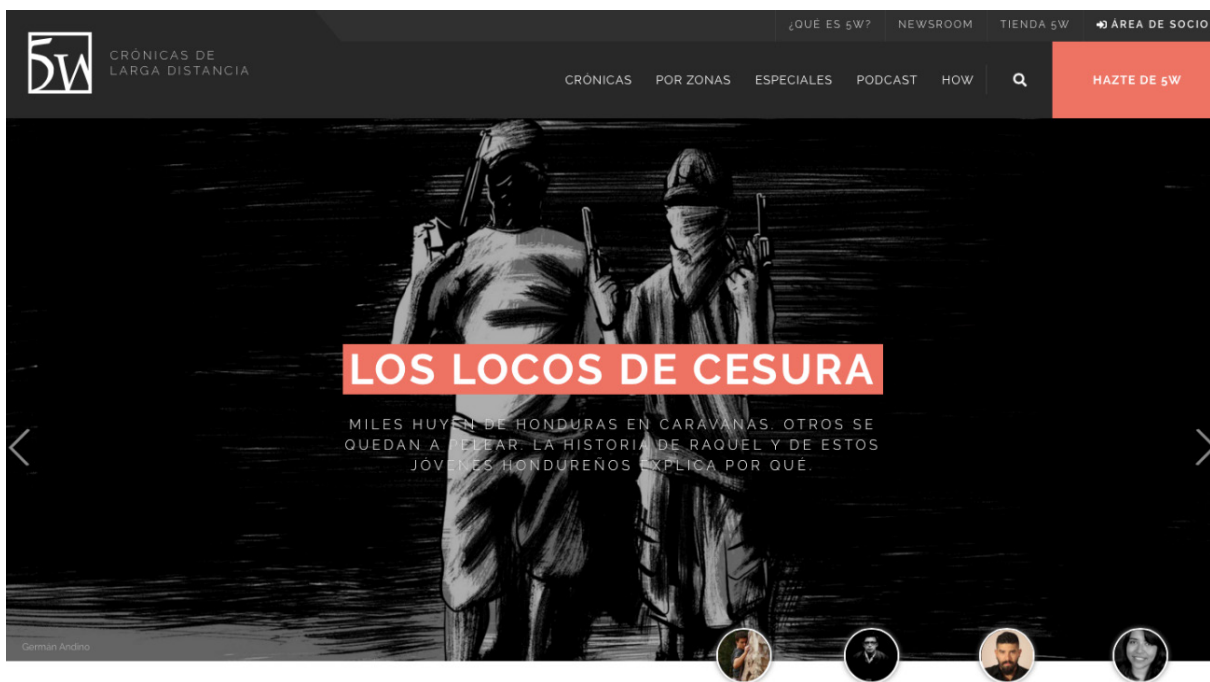 ¿QUÉ ES 5W? NEWSROOM TIENDA 5W ÁREA DE SOCIO
5W
CRÓNICAS DE
LARGA DISTANCIA
CRÓNICAS POR ZONAS ESPECIALES PODCAST HOW HAZTE DE 5W
LOS LOCOS DE CESURA
MILES HUYEN DE HONDURAS EN CARAVANAS. OTROS SE
QUEDAN A PELEAR. LA HISTORIA DE RAQUEL Y DE ESTOS
JÓVENES HONDUREÑOS EXPLICA POR QUÉ.
Germán Andino